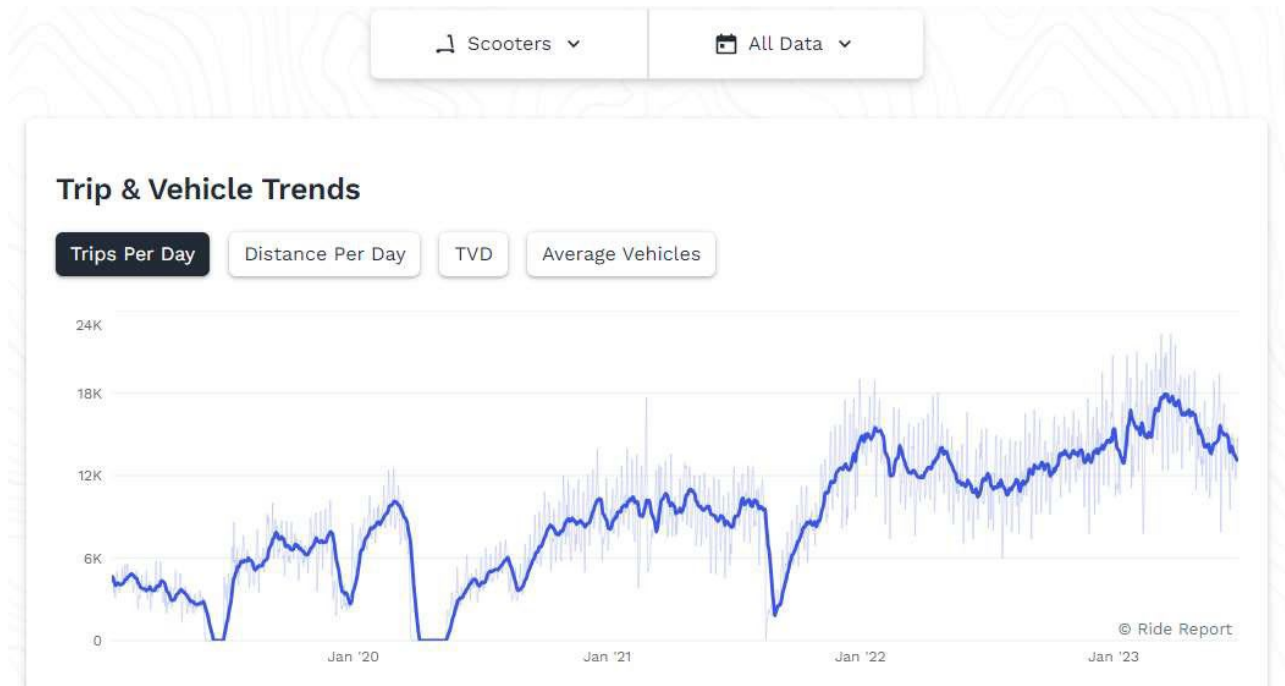 Scooters All Data
Trip & Vehicle Trends
Trips Per Day Distance Per Day TVD Average Vehicles
24K
18K
12K
6K
© Ride Report
0
Jan '20 Jan '21 Jan '22 Jan '23